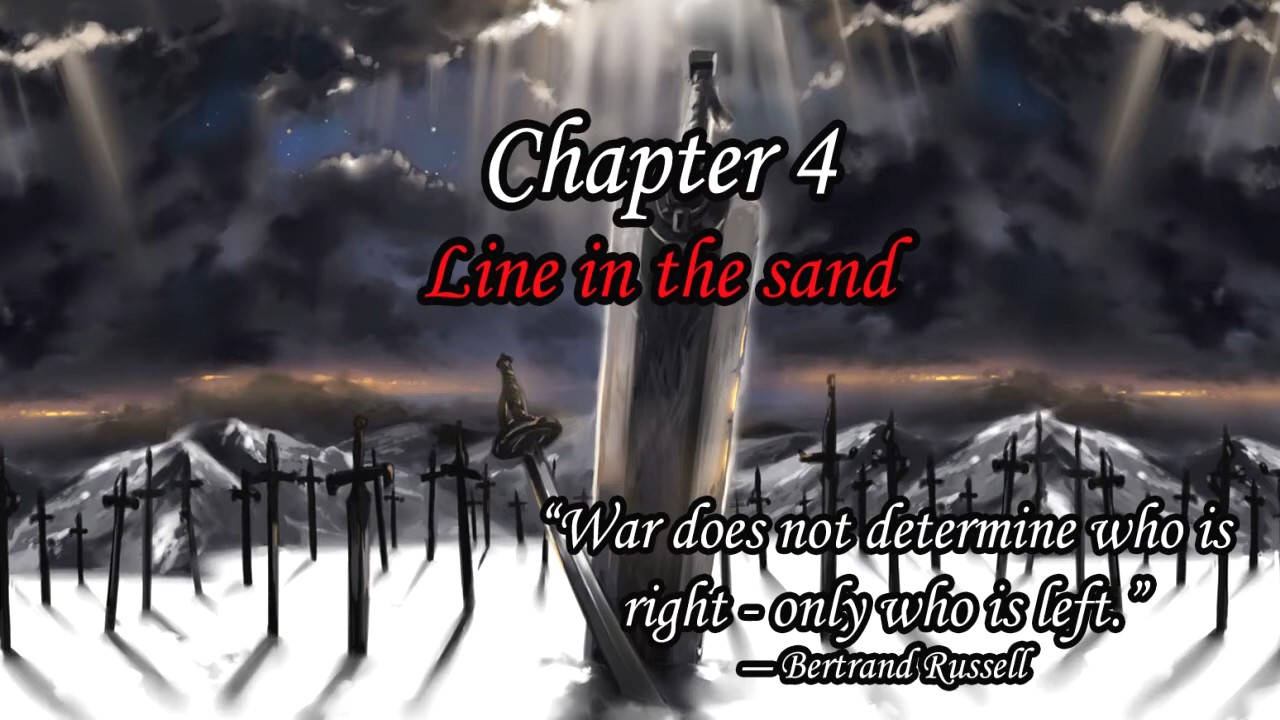 Chapter 4
Line in the sand
“War does not determine who is
right - only who is left.”
— Bertrand Russell